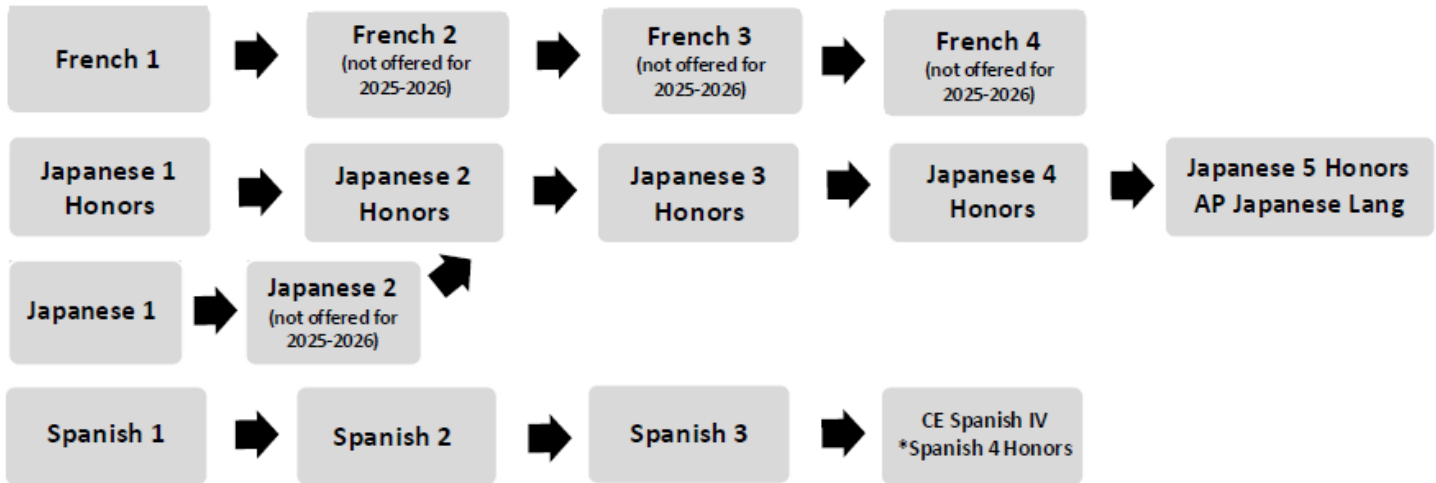 French 1
French 2
(not offered for
2025-2026)
French 3
(not offered for
2025-2026)
French 4
(not offered for
2025-2026)
Japanese 1
Honors
Japanese 2
Honors
Japanese 3
Honors
Japanese 4
Honors
Japanese 5 Honors
AP Japanese Lang
Japanese 1
Japanese 2
(not offered for
2025-2026)
Spanish 1
Spanish 2
Spanish 3
CE Spanish IV
*Spanish 4 Honors